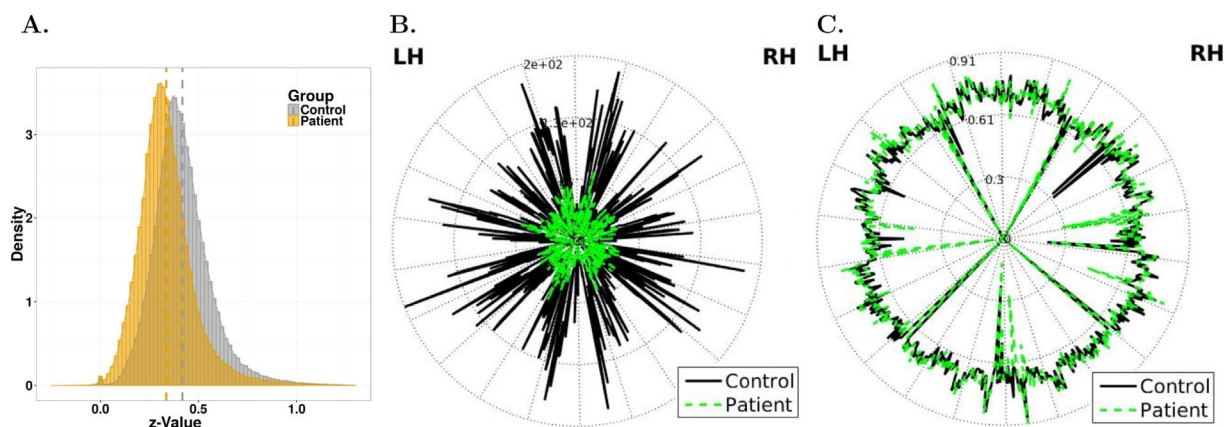 A.
Group
Control
Patient
3
2
1
0
Density
0.0 0.5 1.0
z-Value
B.
LH RH
2e+02
Control
Patient
C.
LH RH
0.91
0.61
0.3
0
Control
Patient